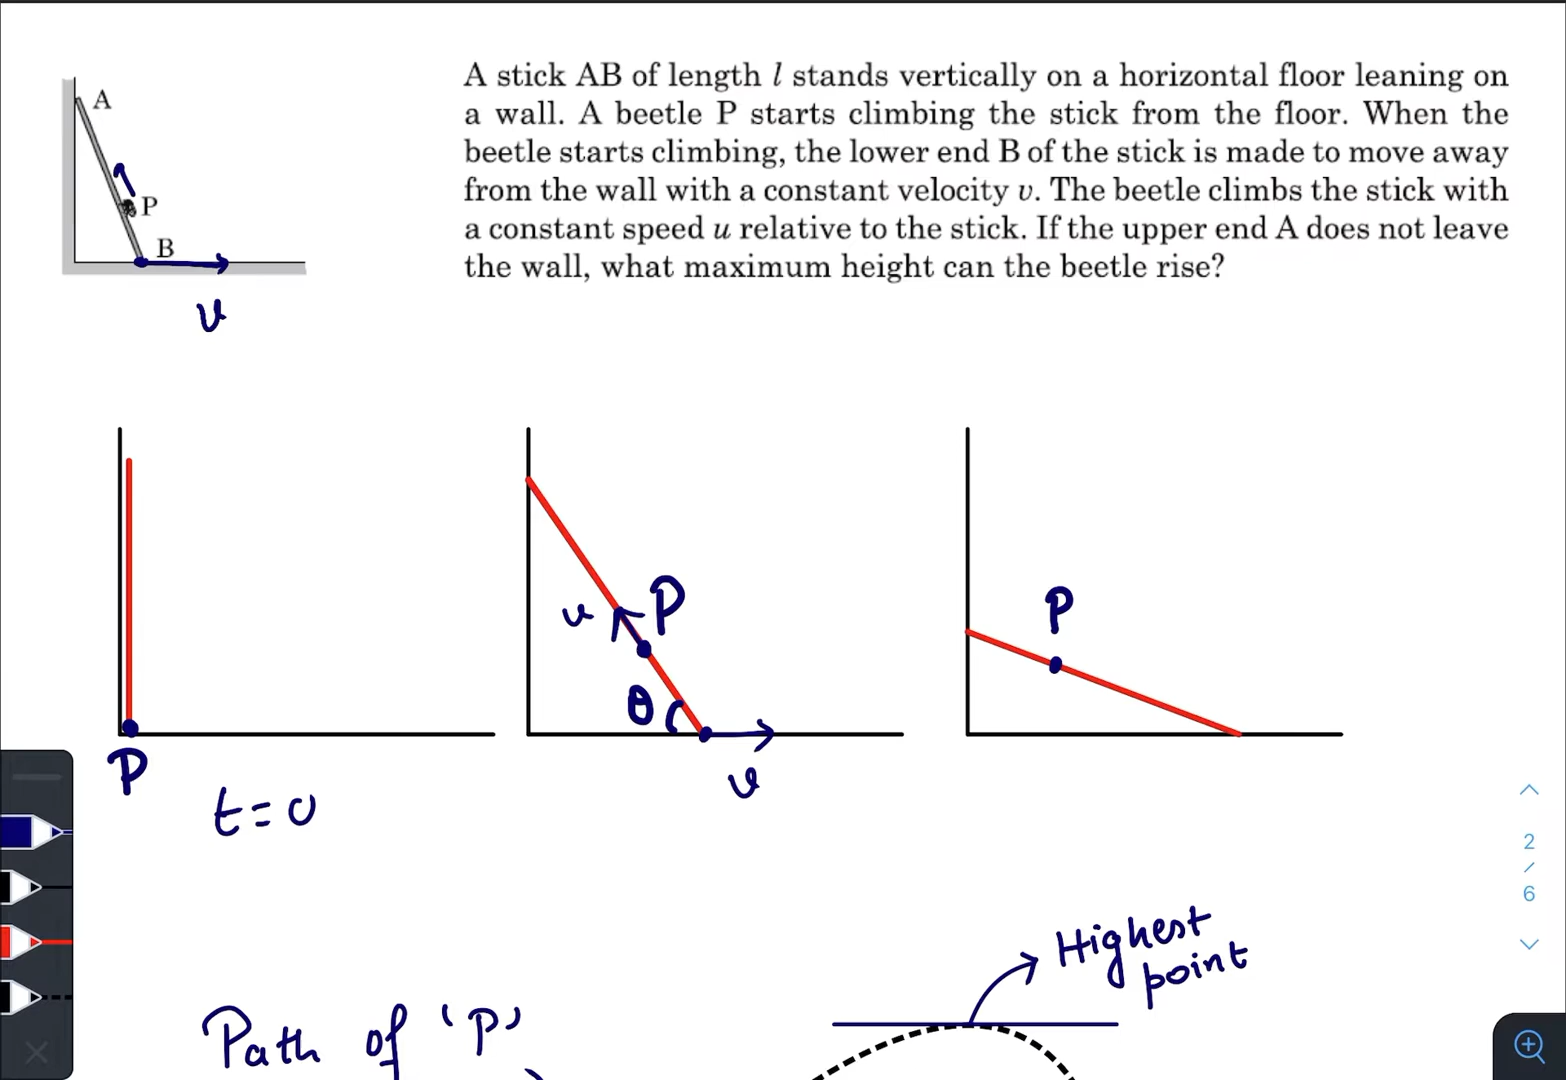 A stick AB of length l stands vertically on a horizontal floor leaning on
a wall. A beetle P starts climbing the stick from the floor. When the
beetle starts climbing, the lower end B of the stick is made to move away
from the wall with a constant velocity v. The beetle climbs the stick with
a constant speed u relative to the stick. If the upper end A does not leave
the wall, what maximum height can the beetle rise?
A
P
B
v
P
u
P
θ
v
P
t=0
2
/
6
Highest
point
Path of 'P'